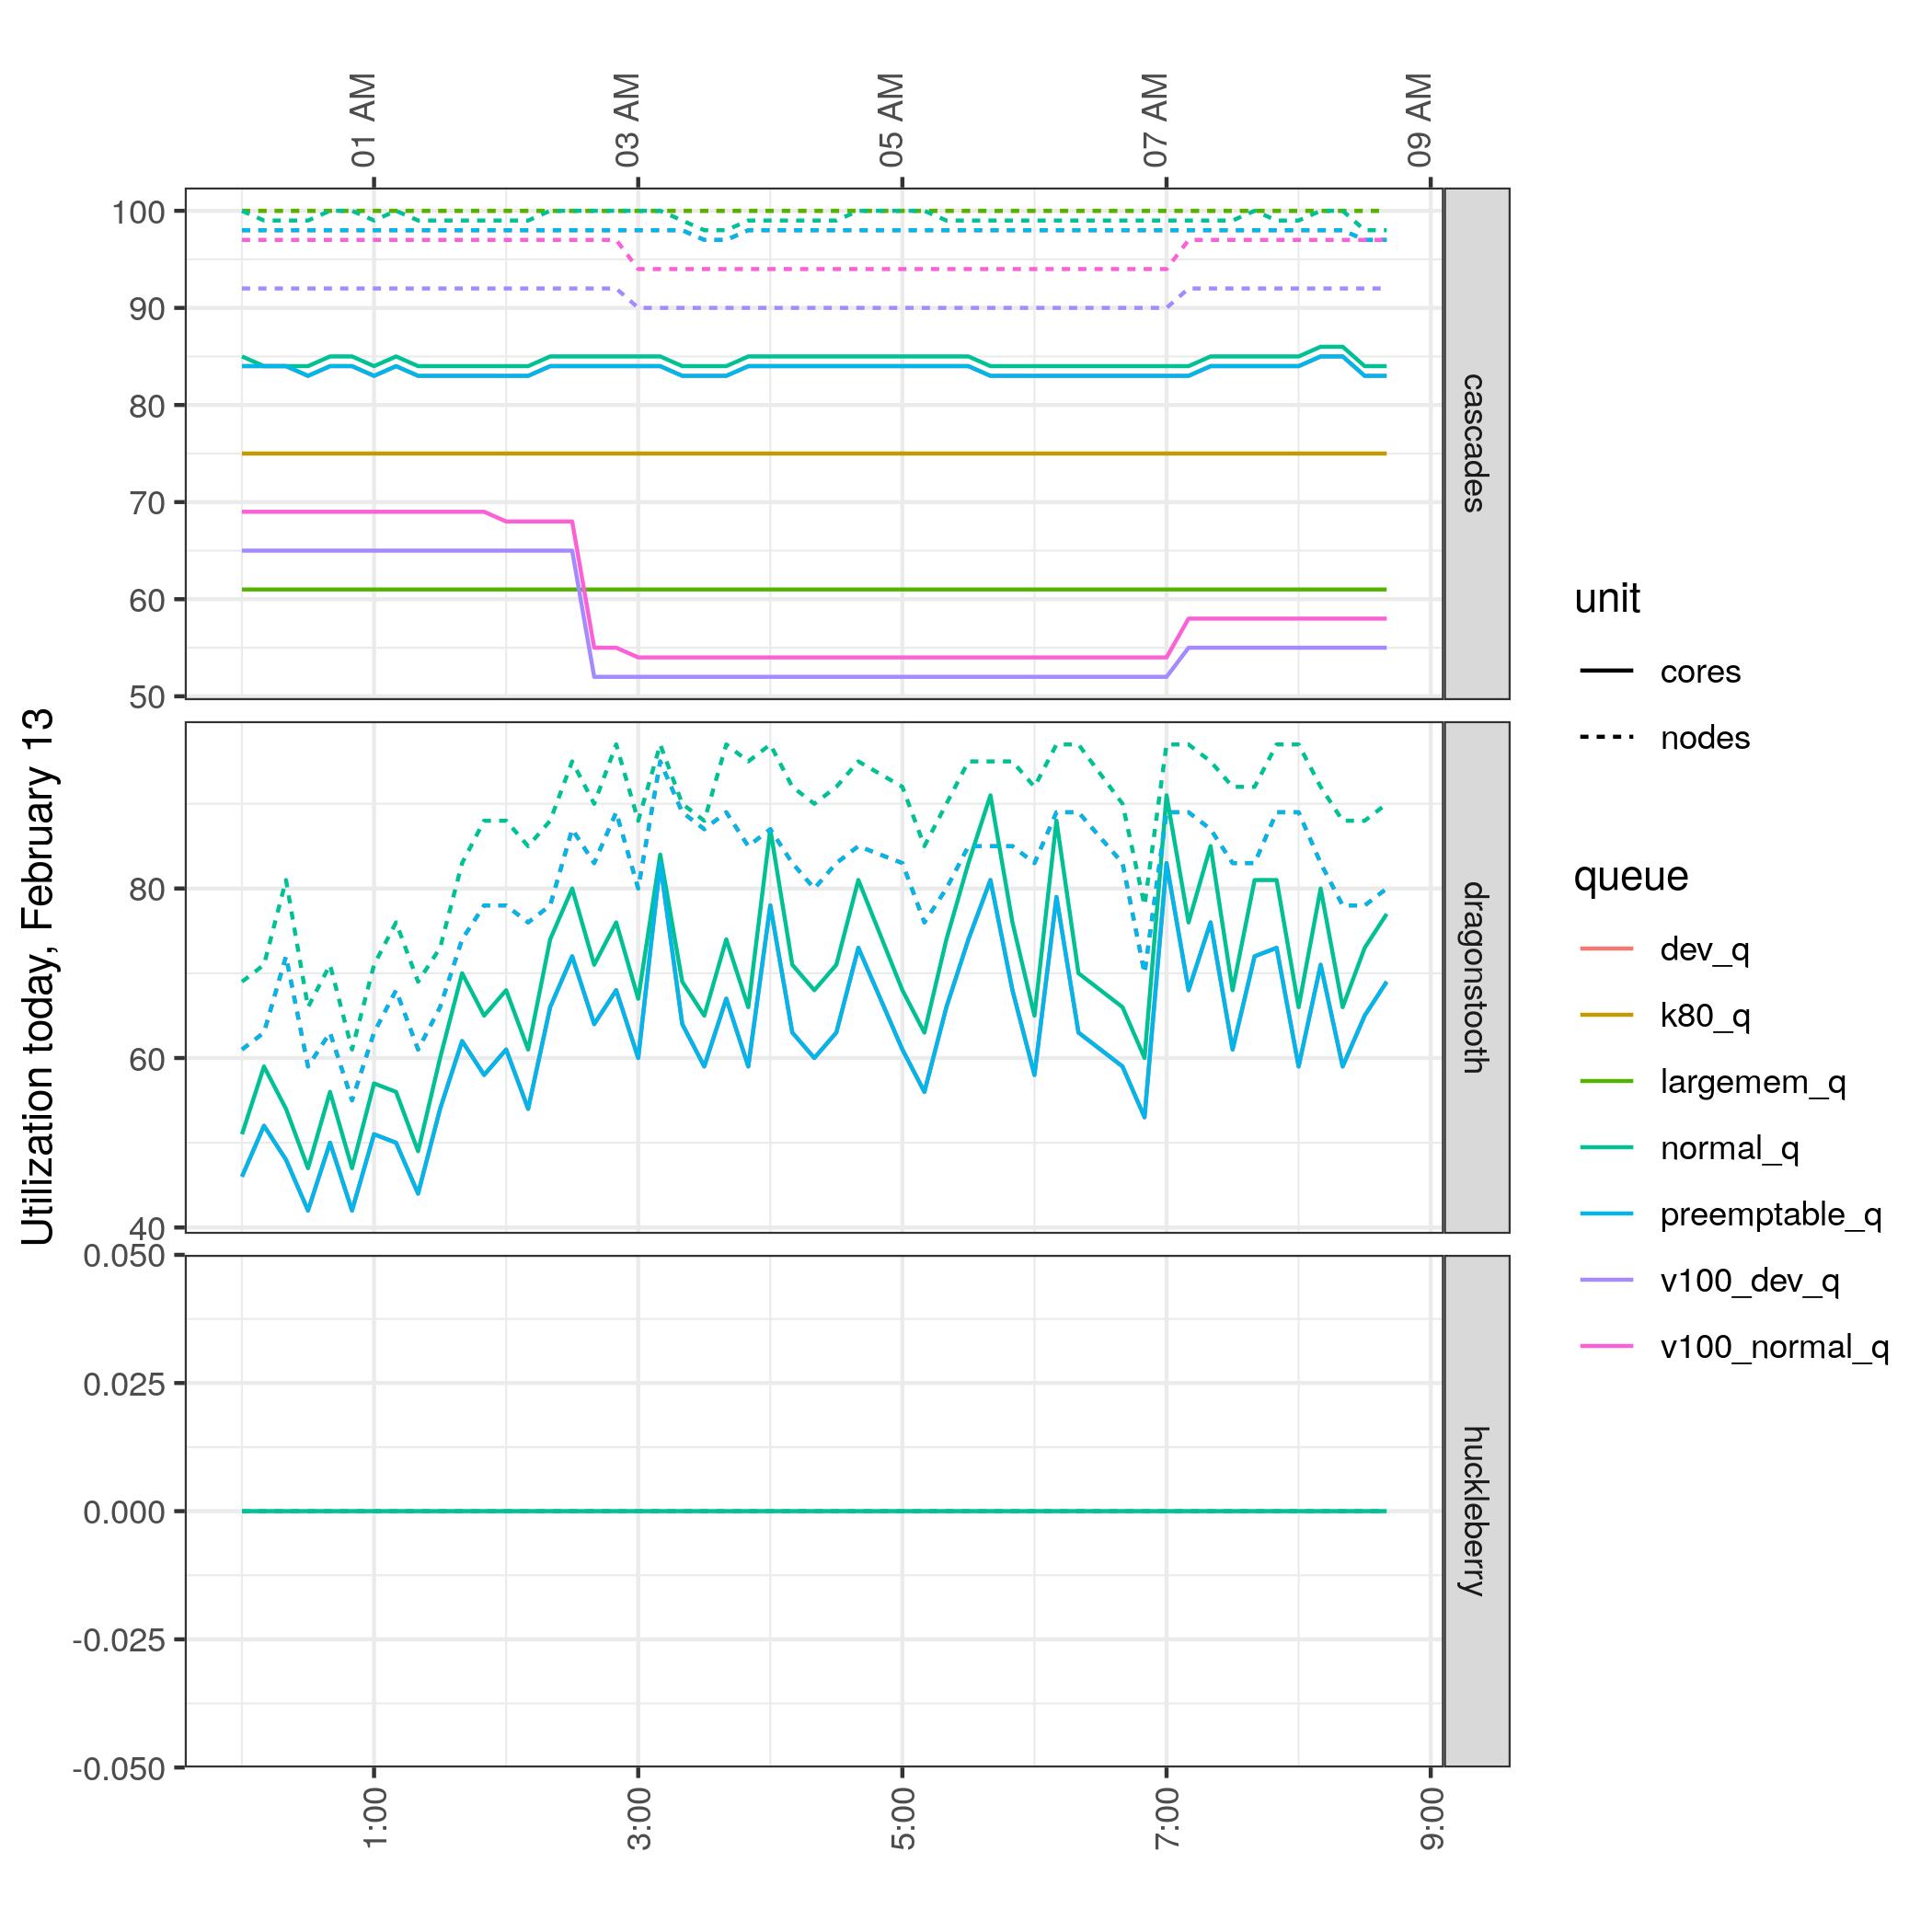 01 AM
03 AM
05 AM
07 AM
09 AM
Utilization today, February 13
100
90
80
70
60
50
cascades
80
60
40
dragonstooth
0.050
0.025
0.000
-0.025
-0.050
huckleberry
1:00
3:00
5:00
7:00
9:00
unit
cores
nodes
queue
dev_q
k80_q
largemem_q
normal_q
preemptable_q
v100_dev_q
v100_normal_q